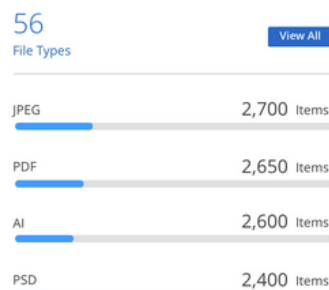 56
File Types
View All
JPEG 2,700 Items
PDF 2,650 Items
AI 2,600 Items
PSD 2,400 Items